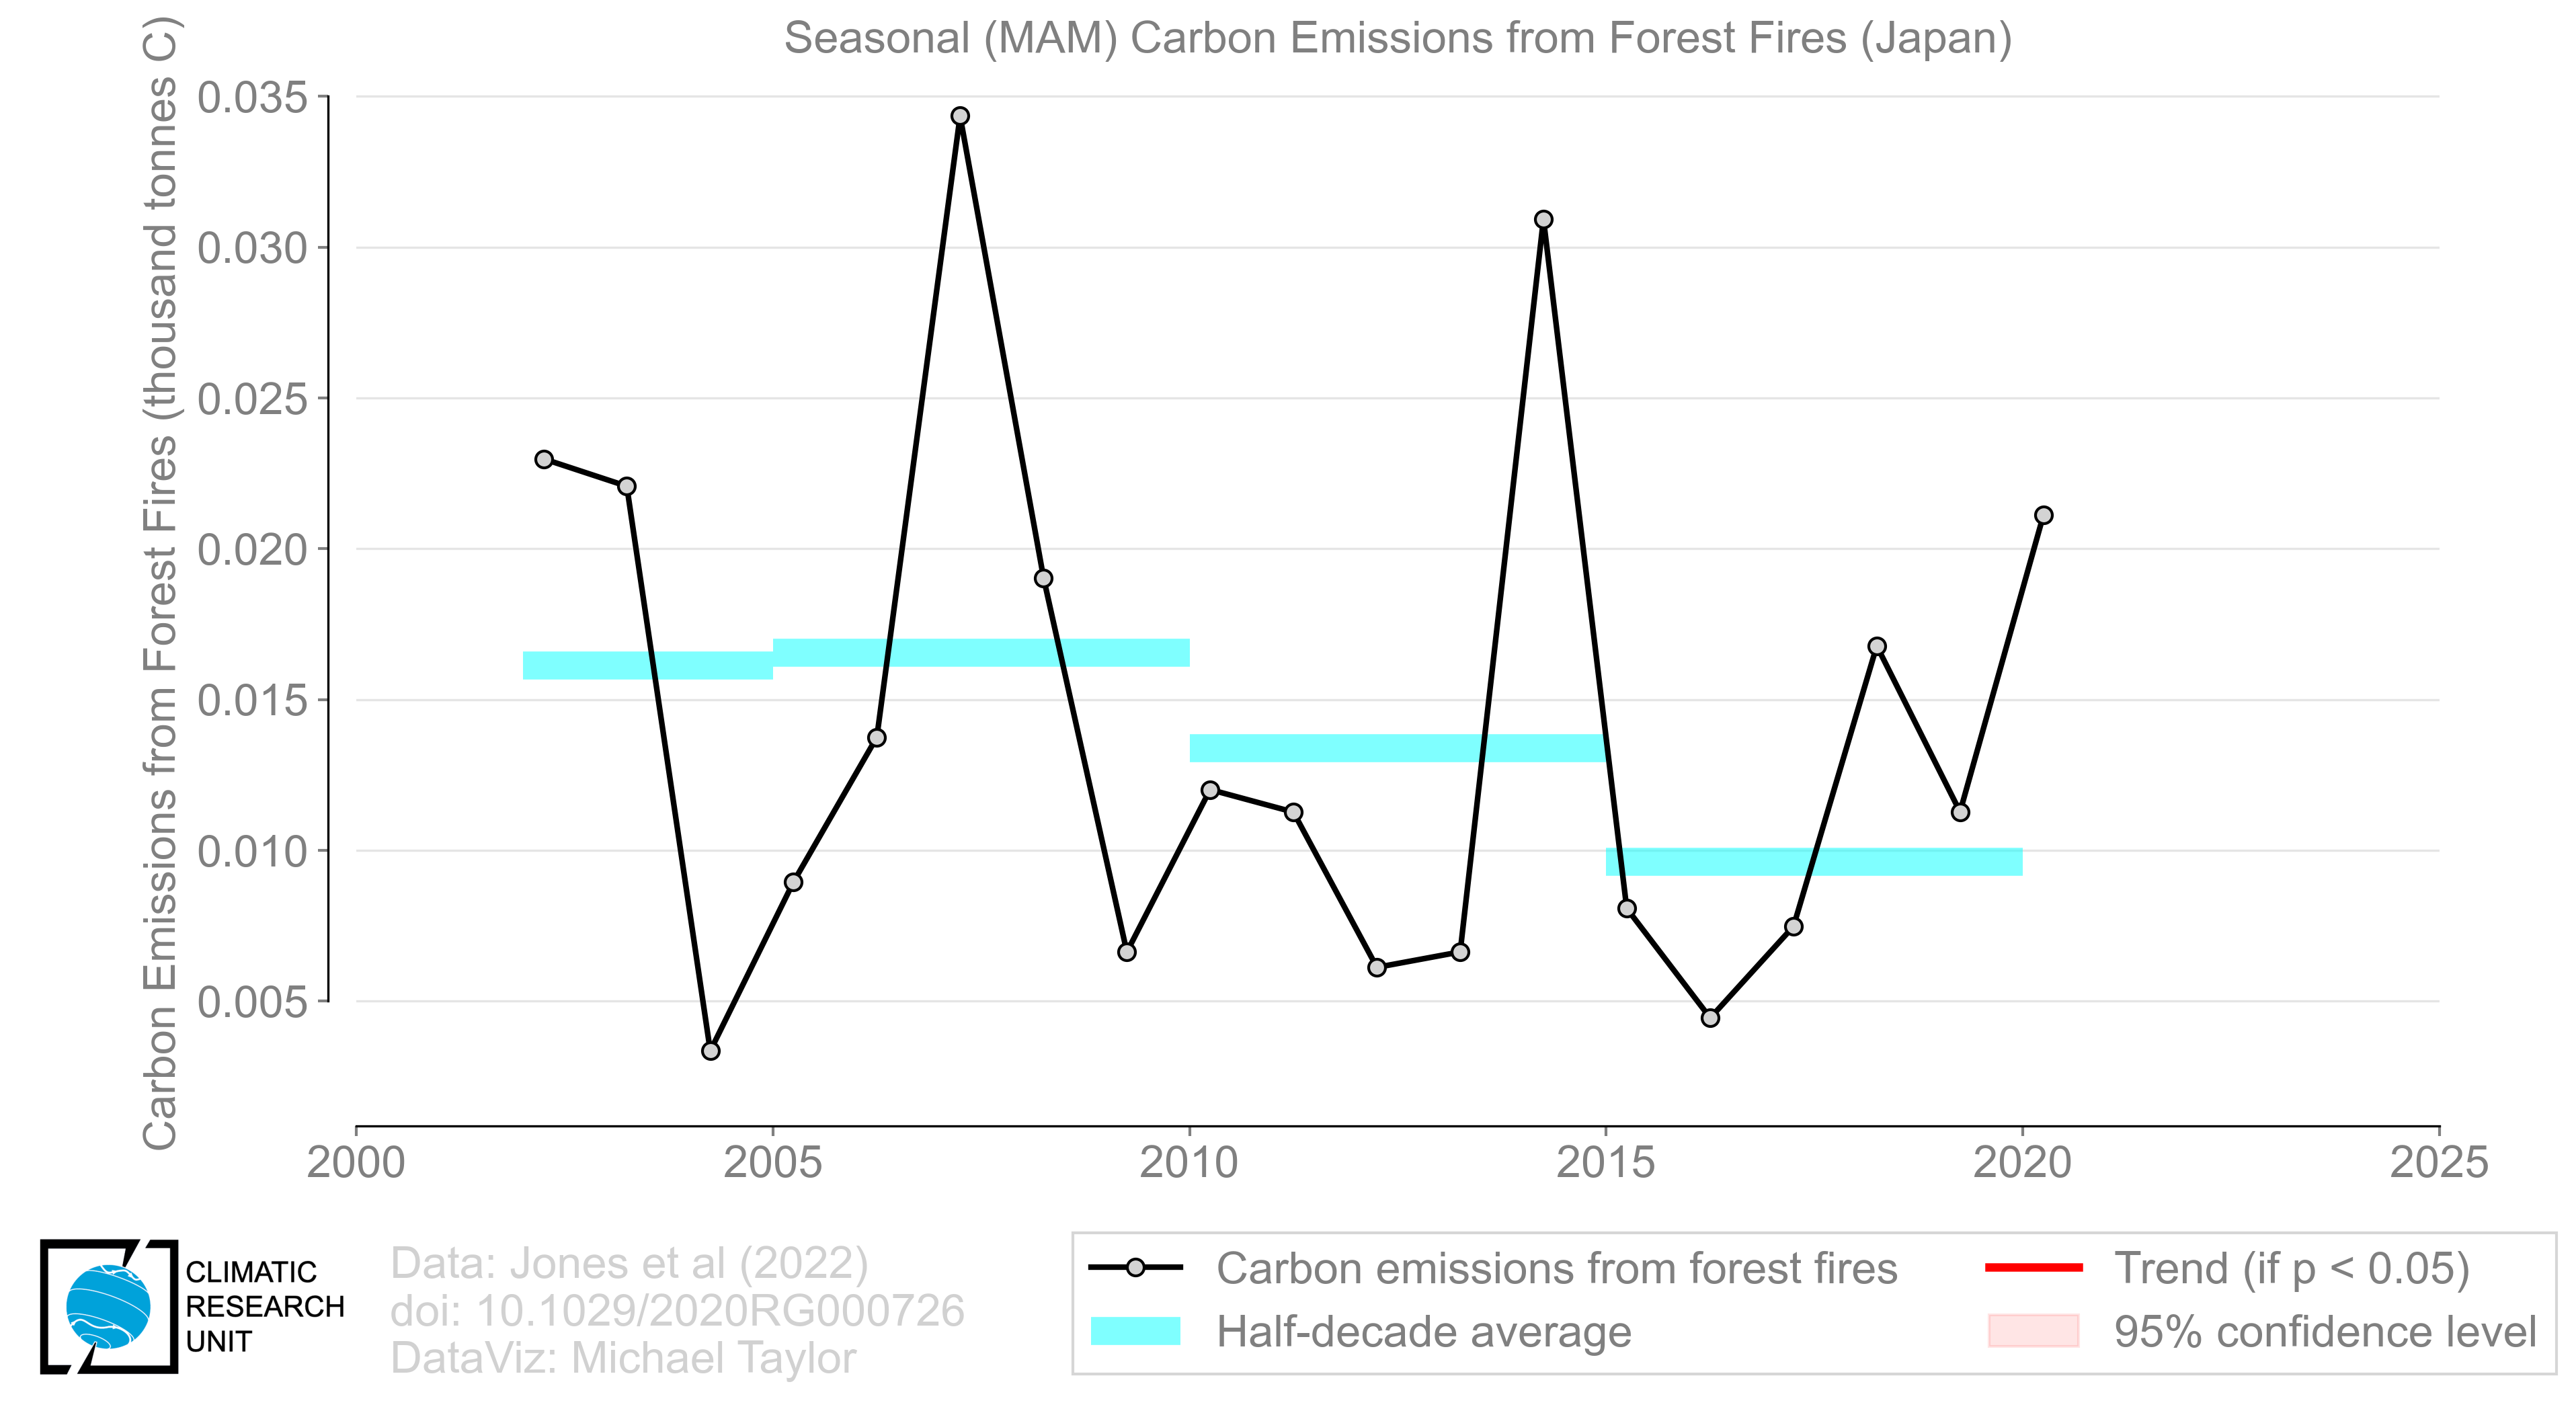 Seasonal (MAM) Carbon Emissions from Forest Fires (Japan)
Carbon Emissions from Forest Fires (thousand tonnes C)
0.035
0.030
0.025
0.020
0.015
0.010
0.005
2000 2005 2010 2015 2020 2025
CLIMATIC
RESEARCH
UNIT
Data: Jones et al (2022)
doi: 10.1029/2020RG000726
DataViz: Michael Taylor
Carbon emissions from forest fires
Half-decade average
Trend (if p < 0.05)
95% confidence level